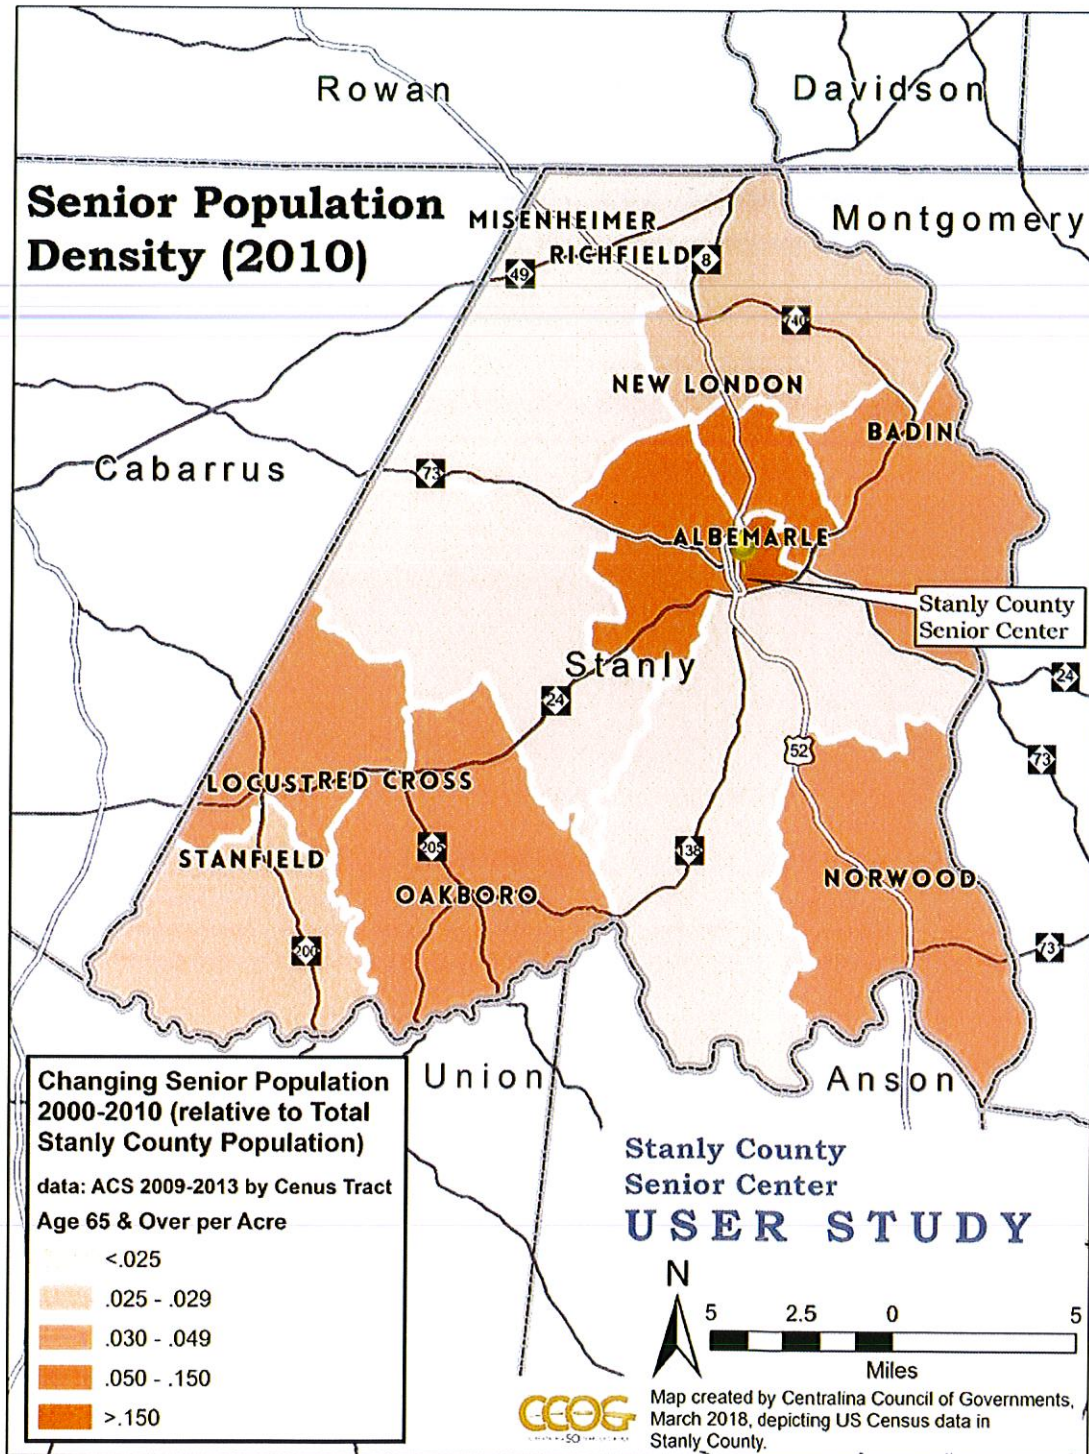 Rowan
Davidson
Senior Population
Density (2010)
MISENHEIMER
Montgomery
RICHFIELD
8
49
740
NEW LONDON
BADIN
Cabarrus
73
ALBEMARLE
Stanly County
Senior Center
Stanly
24
24
52
73
LOCUST
RED CROSS
205
138
STANFIELD
NORWOOD
OAKBORO
200
73
Union
Anson
Changing Senior Population
2000-2010 (relative to Total
Stanly County Population)
data: ACS 2009-2013 by Cenus Tract
Age 65 & Over per Acre
<.025
.025 - .029
.030 - .049
.050 - .150
>.150
Stanly County
Senior Center
USER STUDY
N
5 2.5 0 5
Miles
CCOG
Map created by Centralina Council of Governments,
March 2018, depicting US Census data in
Stanly County.